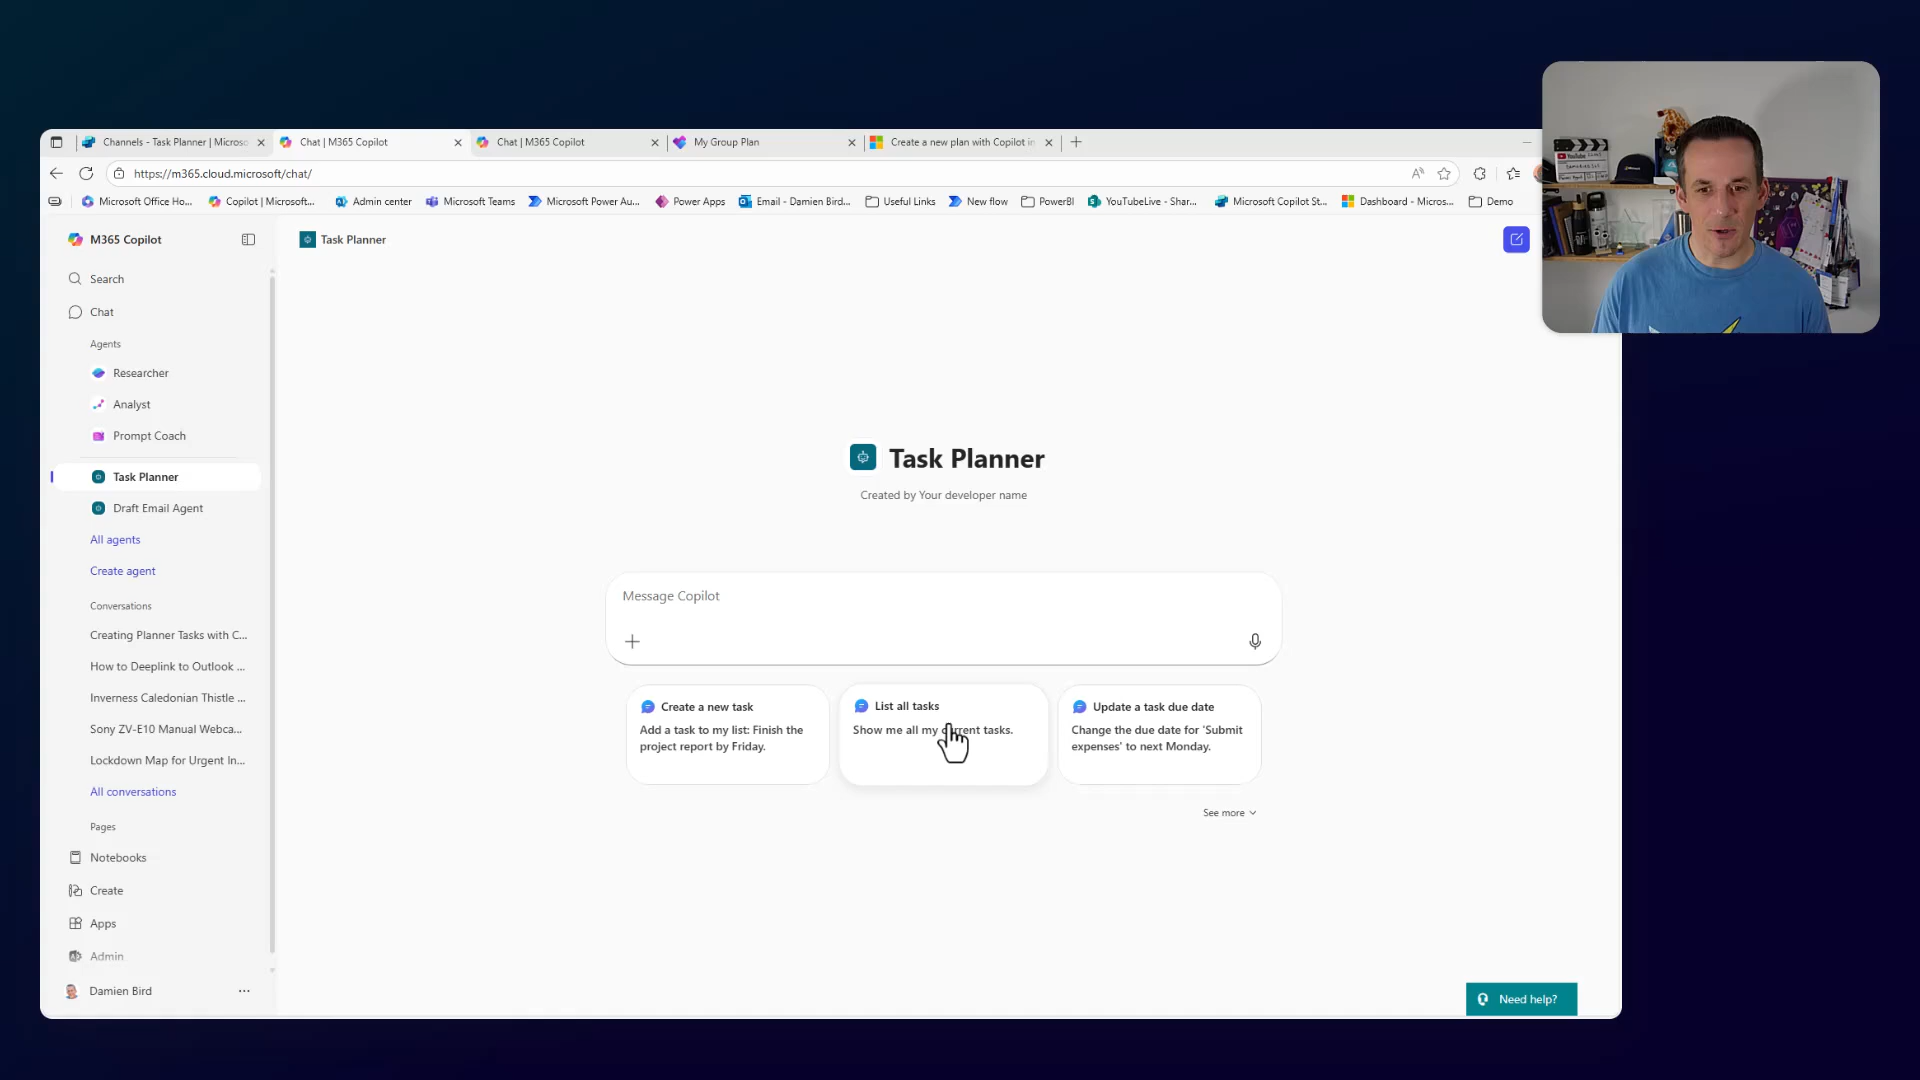 Channels - Task Planner | Microso
Chat | M365 Copilot
Chat | M365 Copilot
My Group Plan
Create a new plan with Copilot in
https://m365.cloud.microsoft/chat/
Microsoft Office Ho...
Copilot | Microsoft...
Admin center
Microsoft Teams
Microsoft Power Au...
Power Apps
Email - Damien Bird...
Useful Links
New flow
PowerBI
YouTubeLive - Shar...
Microsoft Copilot St...
Dashboard - Micros...
Demo
M365 Copilot
Task Planner
Search
Chat
Agents
Researcher
Analyst
Prompt Coach
Task Planner
Draft Email Agent
All agents
Create agent
Conversations
Creating Planner Tasks with C...
How to Deeplink to Outlook ...
Inverness Caledonian Thistle ...
Sony ZV-E10 Manual Webca...
Lockdown Map for Urgent In...
All conversations
Pages
Notebooks
Create
Apps
Admin
Damien Bird
Task Planner
Created by Your developer name
Message Copilot
Create a new task
Add a task to my list: Finish the
project report by Friday.
List all tasks
Show me all my current tasks.
Update a task due date
Change the due date for 'Submit
expenses' to next Monday.
See more
Need help?
YouTube